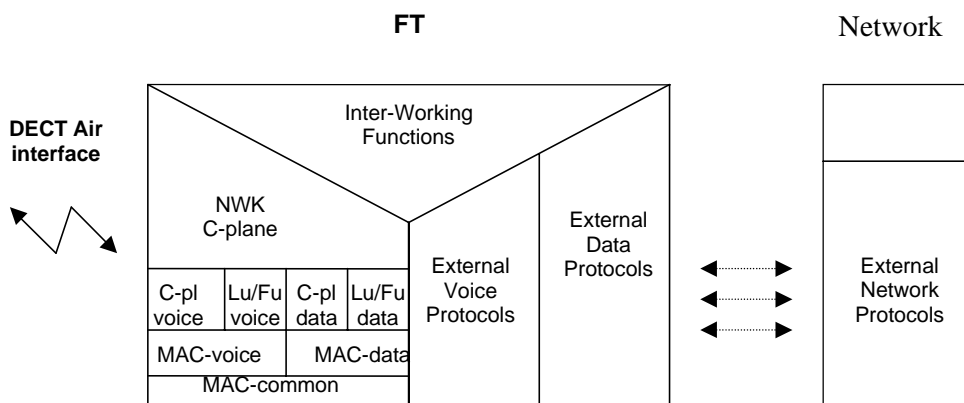 FT
Network
DECT Air
interface
Inter-Working
Functions
NWK
C-plane
External
Data
Protocols
External
Voice
Protocols
External
Network
Protocols
C-pl
voice
Lu/Fu
voice
C-pl
data
Lu/Fu
data
MAC-voice
MAC-data
MAC-common